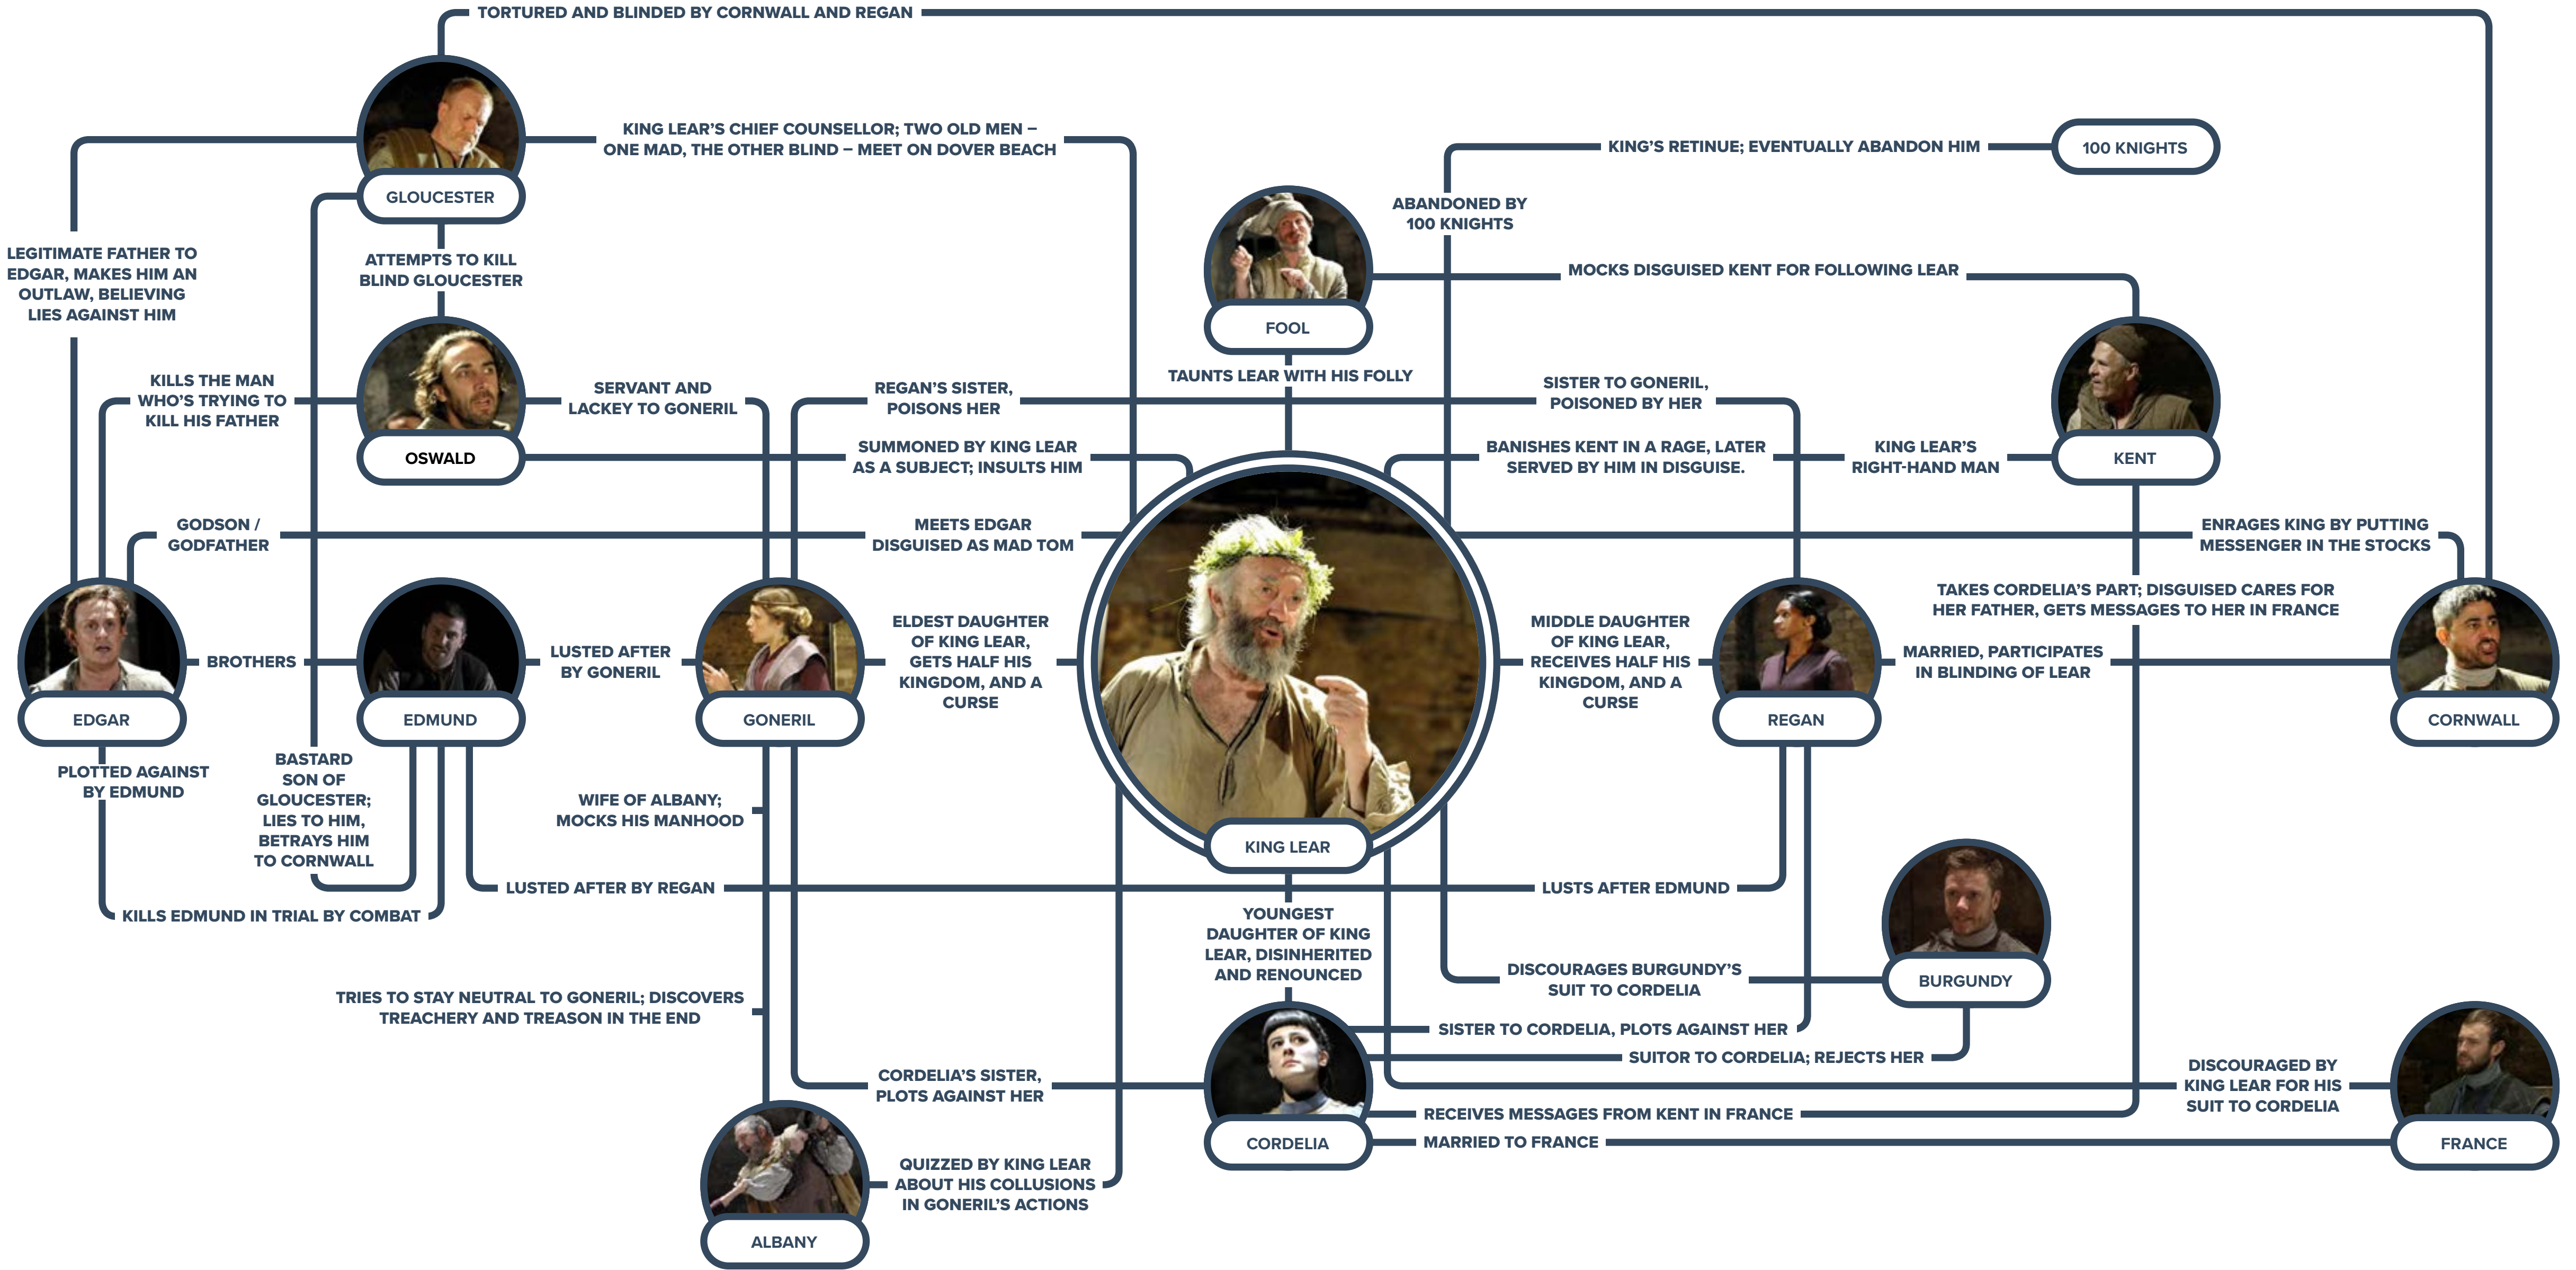 TORTURED AND BLINDED BY CORNWALL AND REGAN
KING LEAR'S CHIEF COUNSELLOR; TWO OLD MEN –
ONE MAD, THE OTHER BLIND – MEET ON DOVER BEACH
KING'S RETINUE; EVENTUALLY ABANDON HIM
100 KNIGHTS
GLOUCESTER
ABANDONED BY
100 KNIGHTS
LEGITIMATE FATHER TO
EDGAR, MAKES HIM AN
OUTLAW, BELIEVING
LIES AGAINST HIM
ATTEMPTS TO KILL
BLIND GLOUCESTER
MOCKS DISGUISED KENT FOR FOLLOWING LEAR
FOOL
TAUNTS LEAR WITH HIS FOLLY
KILLS THE MAN
WHO'S TRYING TO
KILL HIS FATHER
SERVANT AND
LACKEY TO GONERIL
REGAN'S SISTER,
POISONS HER
SISTER TO GONERIL,
POISONED BY HER
OSWALD
SUMMONED BY KING LEAR
AS A SUBJECT; INSULTS HIM
BANISHES KENT IN A RAGE, LATER
SERVED BY HIM IN DISGUISE.
KING LEAR'S
RIGHT-HAND MAN
KENT
GODSON /
GODFATHER
MEETS EDGAR
DISGUISED AS MAD TOM
ENRAGES KING BY PUTTING
MESSENGER IN THE STOCKS
TAKES CORDELIA'S PART; DISGUISED CARES FOR
HER FATHER, GETS MESSAGES TO HER IN FRANCE
BROTHERS
LUSTED AFTER
BY GONERIL
ELDEST DAUGHTER
OF KING LEAR,
GETS HALF HIS
KINGDOM, AND A
CURSE
MIDDLE DAUGHTER
OF KING LEAR,
RECEIVES HALF HIS
KINGDOM, AND A
CURSE
MARRIED, PARTICIPATES
IN BLINDING OF LEAR
EDGAR
EDMUND
GONERIL
REGAN
CORNWALL
PLOTTED AGAINST
BY EDMUND
BASTARD
SON OF
GLOUCESTER;
LIES TO HIM,
BETRAYS HIM
TO CORNWALL
WIFE OF ALBANY;
MOCKS HIS MANHOOD
KING LEAR
LUSTED AFTER BY REGAN
LUSTS AFTER EDMUND
KILLS EDMUND IN TRIAL BY COMBAT
YOUNGEST
DAUGHTER OF KING
LEAR, DISINHERITED
AND RENOUNCED
DISCOURAGES BURGUNDY'S
SUIT TO CORDELIA
BURGUNDY
TRIES TO STAY NEUTRAL TO GONERIL; DISCOVERS
TREACHERY AND TREASON IN THE END
SISTER TO CORDELIA, PLOTS AGAINST HER
SUITOR TO CORDELIA; REJECTS HER
CORDELIA'S SISTER,
PLOTS AGAINST HER
DISCOURAGED BY
KING LEAR FOR HIS
SUIT TO CORDELIA
RECEIVES MESSAGES FROM KENT IN FRANCE
CORDELIA
MARRIED TO FRANCE
FRANCE
QUIZZED BY KING LEAR
ABOUT HIS COLLUSIONS
IN GONERIL'S ACTIONS
ALBANY